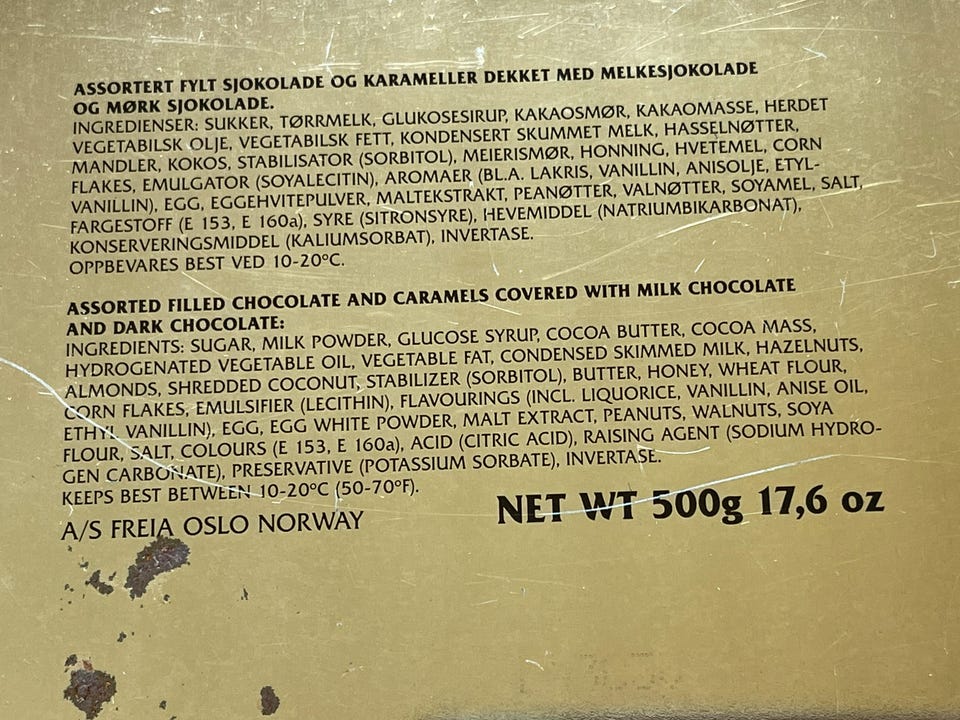 ASSORTERT FYLT SJOKOLADE OG KARAMELLER DEKKET MED MELKESJOKOLADE
OG MØRK SJOKOLADE.
INGREDIENSER: SUKKER, TØRRMELK, GLUKOSESIRUP, KAKAOSMØR, KAKAOMASSE, HERDET
VEGETABILSK OLJE, VEGETABILSK FETT, KONDENSERT SKUMMET MELK, HASSELNØTTER,
MANDLER, KOKOS, STABILISATOR (SORBITOL), MEIERISMØR, HONNING, HVETEMEL, CORN
FLAKES, EMULGATOR (SOYALECITIN), AROMAER (BL.A. LAKRIS, VANILLIN, ANISOLJE, ETYL-
VANILLIN), EGG, EGGEHVITEPULVER, MALTEKSTRAKT, PEANØTTER, VALNØTTER, SOYAMEL, SALT,
FARGESTOFF (E 153, E 160a), SYRE (SITRONSYRE), HEVEMIDDEL (NATRIUMBIKARBONAT),
KONSERVERINGSMIDDEL (KALIUMSORBAT), INVERTASE.
OPPBEVARES BEST VED 10-20°C.
ASSORTED FILLED CHOCOLATE AND CARAMELS COVERED WITH MILK CHOCOLATE
AND DARK CHOCOLATE:
INGREDIENTS: SUGAR, MILK POWDER, GLUCOSE SYRUP, COCOA BUTTER, COCOA MASS,
HYDROGENATED VEGETABLE OIL, VEGETABLE FAT, CONDENSED SKIMMED MILK, HAZELNUTS,
ALMONDS, SHREDDED COCONUT, STABILIZER (SORBITOL), BUTTER, HONEY, WHEAT FLOUR,
CORN FLAKES, EMULSIFIER (LECITHIN), FLAVOURINGS (INCL. LIQUORICE, VANILLIN, ANISE OIL,
ETHYL VANILLIN), EGG, EGG WHITE POWDER, MALT EXTRACT, PEANUTS, WALNUTS, SOYA
FLOUR, SALT, COLOURS (E 153, E 160a), ACID (CITRIC ACID), RAISING AGENT (SODIUM HYDRO-
GEN CARBONATE), PRESERVATIVE (POTASSIUM SORBATE), INVERTASE.
KEEPS BEST BETWEEN 10-20°C (50-70°F).
A/S FREIA OSLO NORWAY
NET WT 500g 17,6 oz